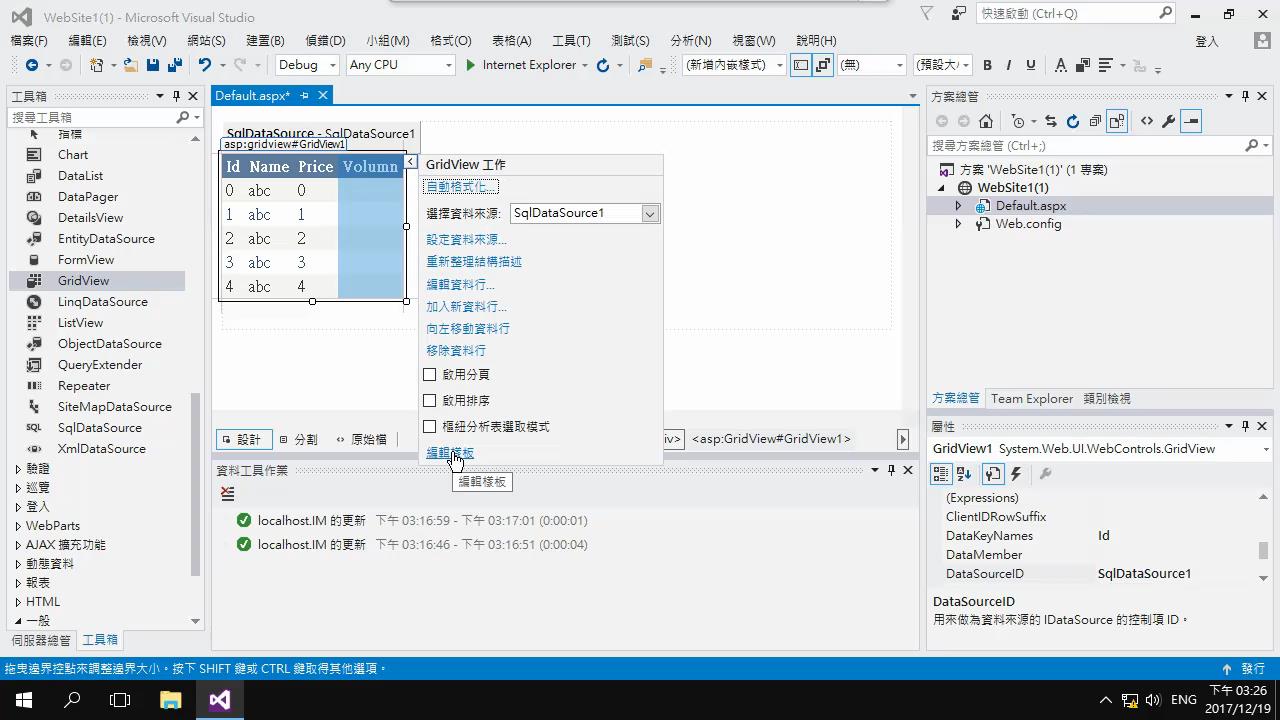 WebSite1(1) - Microsoft Visual Studio
快速啟動 (Ctrl+Q)
檔案(F) 編輯(E) 檢視(V) 網站(S) 建置(B) 偵錯(D) 小組(M) 格式(O) 表格(A) 工具(T) 測試(S) 分析(N) 視窗(W) 說明(H) 登入
Debug Any CPU Internet Explorer (新增內嵌樣式) (無) (預設大/ B I U A
工具箱
搜尋工具箱
指標
Chart
DataList
DataPager
DetailsView
EntityDataSource
FormView
GridView
LinqDataSource
ListView
ObjectDataSource
QueryExtender
Repeater
SiteMapDataSource
SqlDataSource
XmlDataSource
驗證
巡覽
登入
WebParts
AJAX 擴充功能
動態資料
報表
HTML
一般
伺服器總管 工具箱
Default.aspx*
SqlDataSource - SqlDataSource1
asp:gridview#GridView1
Id Name Price Volumn
0 abc 0
1 abc 1
2 abc 2
3 abc 3
4 abc 4
GridView 工作
自動格式化...
選擇資料來源: SqlDataSource1
設定資料來源...
重新整理結構描述
編輯資料行...
加入新資料行...
向左移動資料行
移除資料行
啟用分頁
啟用排序
樞紐分析表選取模式
編輯樣板
編輯樣板
設計 分割 原始檔 iv> <asp:GridView#GridView1>
資料工具作業
localhost.IM 的更新 下午 03:16:59 - 下午 03:17:01 (0:00:01)
localhost.IM 的更新 下午 03:16:46 - 下午 03:16:51 (0:00:04)
方案總管
搜尋方案總管 (Ctrl+;)
方案 'WebSite1(1)' (1 專案)
WebSite1(1)
Default.aspx
Web.config
方案總管 Team Explorer 類別檢視
屬性
GridView1 System.Web.UI.WebControls.GridView
(Expressions)
ClientIDRowSuffix
DataKeyNames Id
DataMember
DataSourceID SqlDataSource1
DataSourceID
用來做為資料來源的 IDataSource 的控制項 ID。
拖曳邊界控點來調整邊界大小。按下 SHIFT 鍵或 CTRL 鍵取得其他選項。 發行
ENG
下午 03:26
2017/12/19